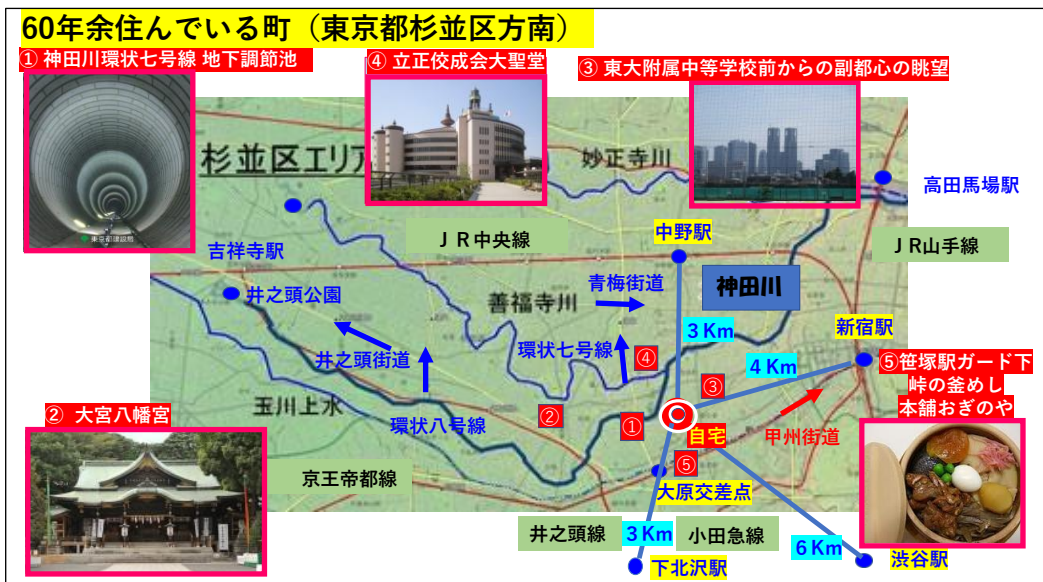 60年余住んでいる町（東京都杉並区方南）
① 神田川環状七号線 地下調節池
④ 立正佼成会大聖堂
③ 東大附属中等学校前からの副都心の眺望
東京都建設局
杉並区エリア
妙正寺川
高田馬場駅
ＪＲ中央線
中野駅
ＪＲ山手線
吉祥寺駅
井之頭公園
青梅街道
神田川
善福寺川
3Km
新宿駅
井之頭街道
環状七号線
④
4Km
⑤笹塚駅ガード下
峠の釜めし
本舗おぎのや
③
② 大宮八幡宮
玉川上水
環状八号線
②
①
自宅
甲州街道
京王帝都線
⑤
大原交差点
井之頭線
3Km
小田急線
6Km
下北沢駅
渋谷駅